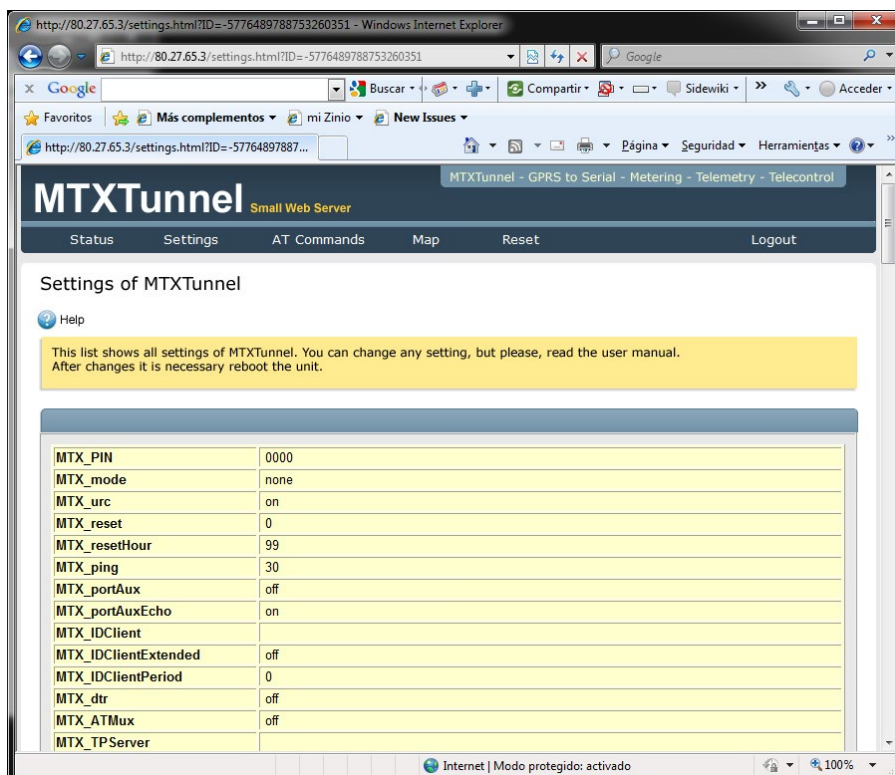 http://80.27.65.3/settings.html?ID=-5776489788753260351 - Windows Internet Explorer
http://80.27.65.3/settings.html?ID=-5776489788753260351
Google
x Google
Buscar
Compartir
Sidewiki
»
Acceder
Favoritos
Más complementos
mi Zinio
New Issues
http://80.27.65.3/settings.html?ID=-57764897887...
Página
Seguridad
Herramientas
»
MTXTunnel - GPRS to Serial - Metering - Telemetry - Telecontrol
MTXTunnel Small Web Server
Status Settings AT Commands Map Reset Logout
Settings of MTXTunnel
Help
This list shows all settings of MTXTunnel. You can change any setting, but please, read the user manual.
After changes it is necessary reboot the unit.
MTX_PIN 0000
MTX_mode none
MTX_urc on
MTX_reset 0
MTX_resetHour 99
MTX_ping 30
MTX_portAux off
MTX_portAuxEcho on
MTX_IDClient
MTX_IDClientExtended off
MTX_IDClientPeriod 0
MTX_dtr off
MTX_ATMux off
MTX_TPServer
Internet | Modo protegido: activado
100%